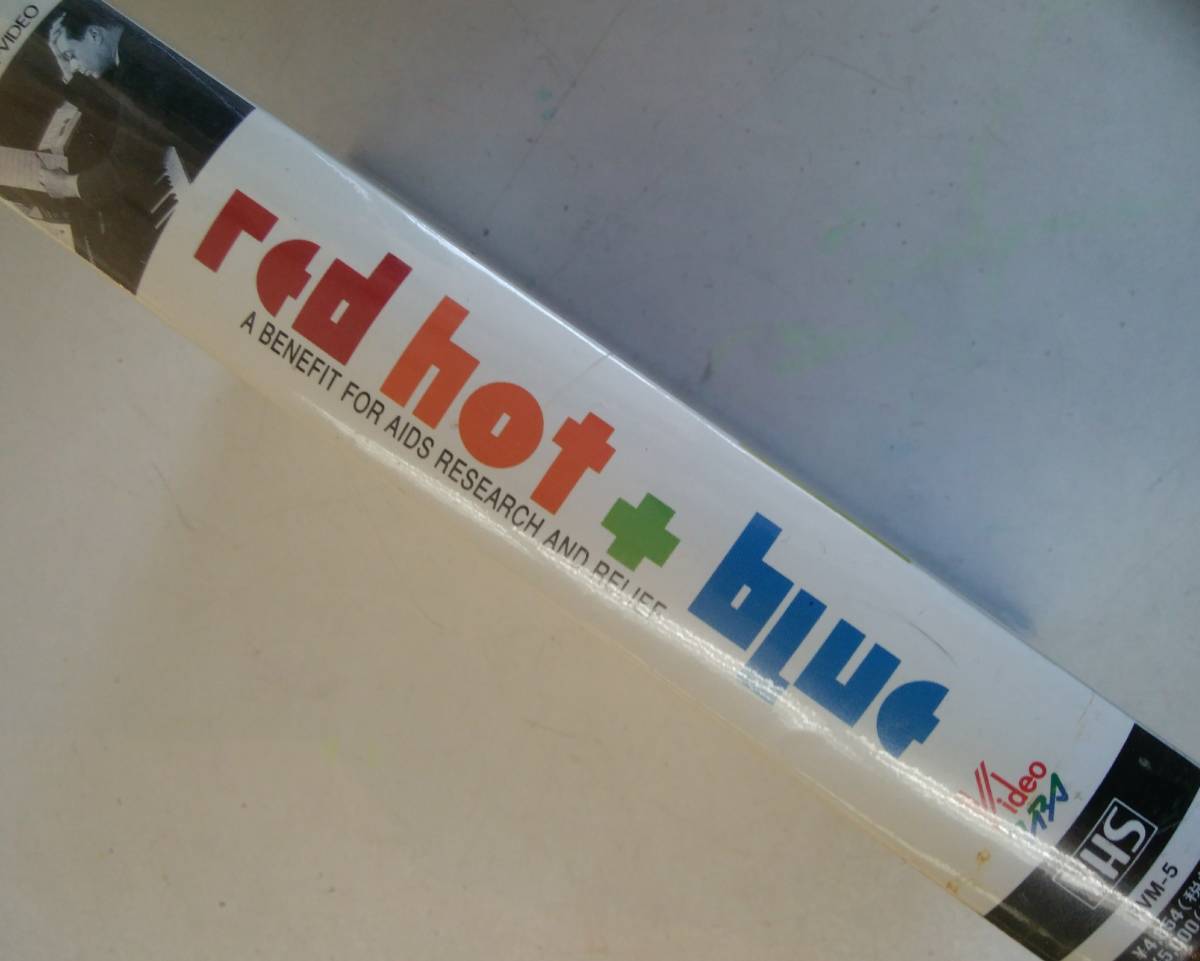 VIDEO
red hot + blue
A BENEFIT FOR AIDS RESEARCH AND RELIEF
Video
VHS
VM-5